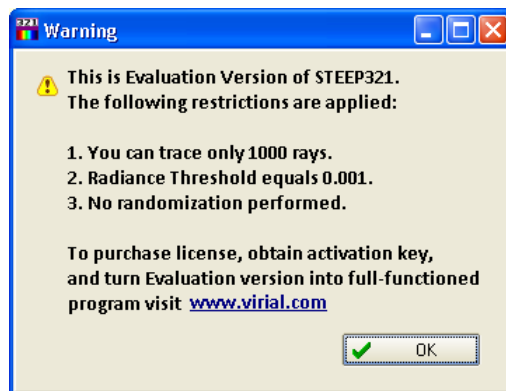 321
Warning
This is Evaluation Version of STEEP321.
The following restrictions are applied:
1. You can trace only 1000 rays.
2. Radiance Threshold equals 0.001.
3. No randomization performed.
To purchase license, obtain activation key,
and turn Evaluation version into full-functioned
program visit www.virial.com
OK